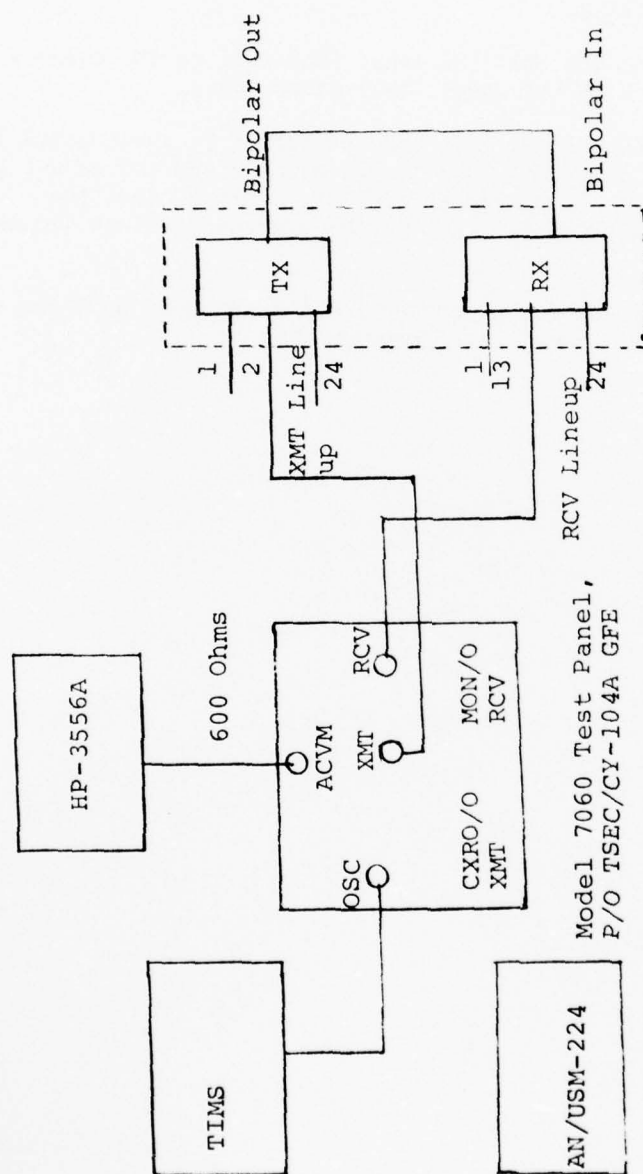 TIMS
HP-3556A
600 Ohms
OSC
ACVM
XMT
RCV
CXRO/O
XMT
MON/O
RCV
AN/USM-224
Model 7060 Test Panel,
P/O TSEC/CY-104A GFE
1
2
XMT Line
up
24
TX
Bipolar Out
1
13
24
RCV Lineup
RX
Bipolar In